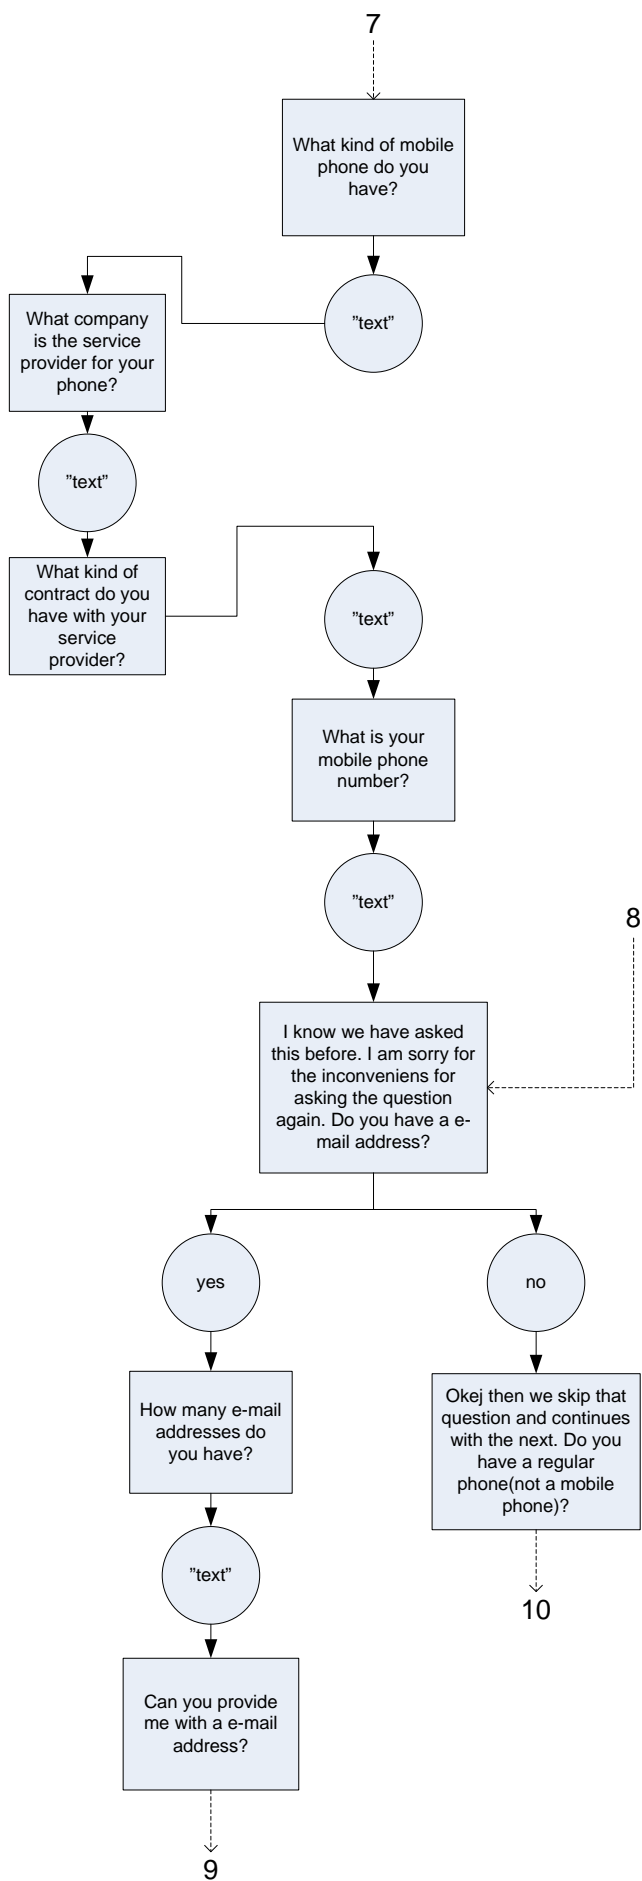 7
What kind of mobile
phone do you
have?
”text”
What company
is the service
provider for your
phone?
”text”
What kind of
contract do you
have with your
service
provider?
”text”
What is your
mobile phone
number?
”text”
8
I know we have asked
this before. I am sorry for
the inconveniens for
asking the question
again. Do you have a e-
mail address?
yes
no
How many e-mail
addresses do
you have?
Okej then we skip that
question and continues
with the next. Do you
have a regular
phone(not a mobile
phone)?
”text”
10
Can you provide
me with a e-mail
address?
9